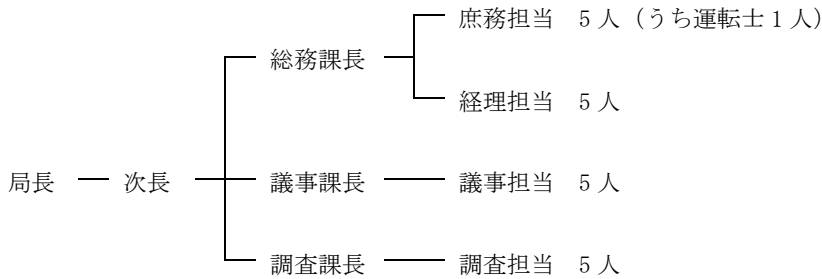 庶務担当 5人（うち運転士1人）
総務課長
経理担当 5人
局長 次長 議事課長 議事担当 5人
調査課長 調査担当 5人